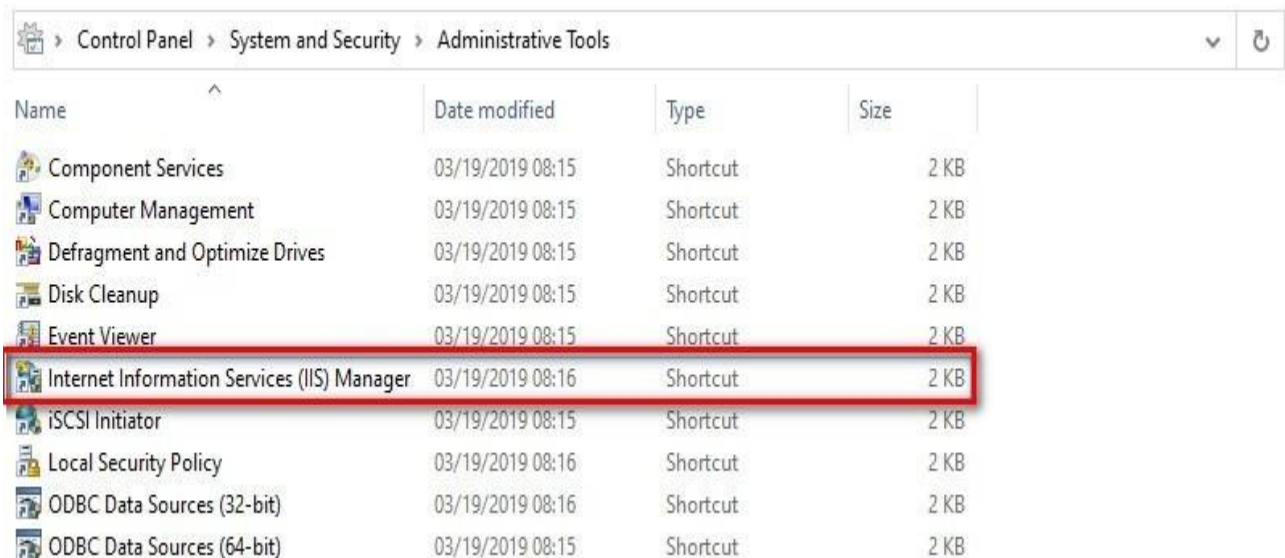 Control Panel > System and Security > Administrative Tools
Name Date modified Type Size
Component Services 03/19/2019 08:15 Shortcut 2 KB
Computer Management 03/19/2019 08:15 Shortcut 2 KB
Defragment and Optimize Drives 03/19/2019 08:15 Shortcut 2 KB
Disk Cleanup 03/19/2019 08:15 Shortcut 2 KB
Event Viewer 03/19/2019 08:15 Shortcut 2 KB
Internet Information Services (IIS) Manager 03/19/2019 08:16 Shortcut 2 KB
iSCSI Initiator 03/19/2019 08:15 Shortcut 2 KB
Local Security Policy 03/19/2019 08:16 Shortcut 2 KB
ODBC Data Sources (32-bit) 03/19/2019 08:16 Shortcut 2 KB
ODBC Data Sources (64-bit) 03/19/2019 08:15 Shortcut 2 KB